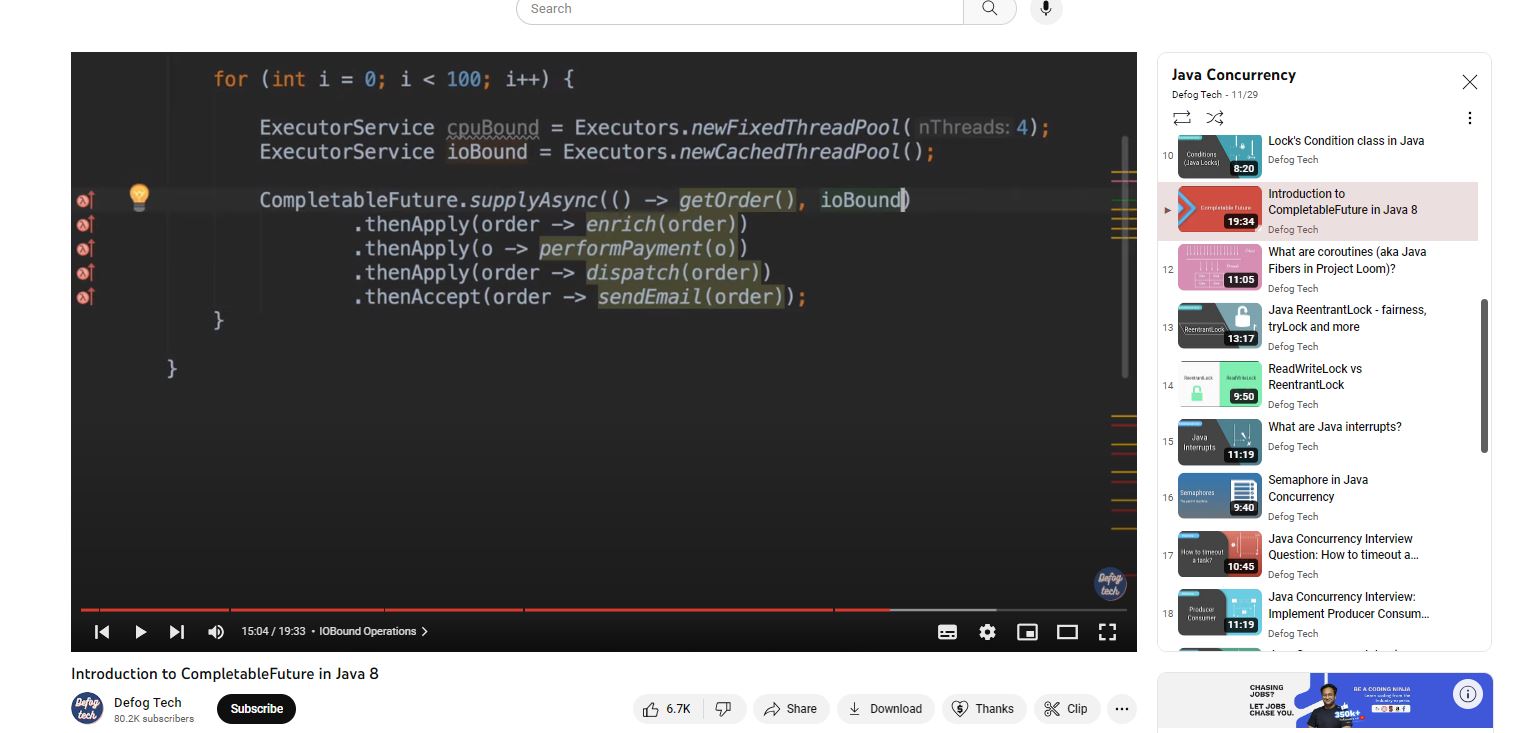 Search
for (int i = 0; i < 100; i++) {
ExecutorService cpuBound = Executors.newFixedThreadPool( nThreads: 4);
ExecutorService ioBound = Executors.newCachedThreadPool();
CompletableFuture.supplyAsync(() -> getOrder(), ioBound)
.thenApply(order -> enrich(order))
.thenApply(o -> performPayment(o))
.thenApply(order -> dispatch(order))
.thenAccept(order -> sendEmail(order));
}
}
Defog
tech
15:04 / 19:33 • IOBound Operations
Introduction to CompletableFuture in Java 8
Defog
tech
Defog Tech
80.2K subscribers
Subscribe
6.7K
Share
Download
Thanks
Clip
Java Concurrency
Defog Tech - 11/29
10
Conditions
(Java Locks)
8:20
Lock's Condition class in Java
Defog Tech
Completable Future
19:34
Introduction to
CompletableFuture in Java 8
Defog Tech
12
11:05
What are coroutines (aka Java
Fibers in Project Loom)?
Defog Tech
13
ReentrantLock
13:17
Java ReentrantLock - fairness,
tryLock and more
Defog Tech
14
ReentrantLock
ReadWriteLock
9:50
ReadWriteLock vs
ReentrantLock
Defog Tech
15
Java
Interrupts
11:19
What are Java interrupts?
Defog Tech
16
Semaphores
9:40
Semaphore in Java
Concurrency
Defog Tech
17
How to timeout
a task?
10:45
Java Concurrency Interview
Question: How to timeout a...
Defog Tech
18
Producer
Consumer
11:19
Java Concurrency Interview:
Implement Producer Consum...
Defog Tech
CHASING
JOBS?
LET JOBS
CHASE YOU.
350k+
BE A CODING NINJA
Learn coding from the
Industry experts